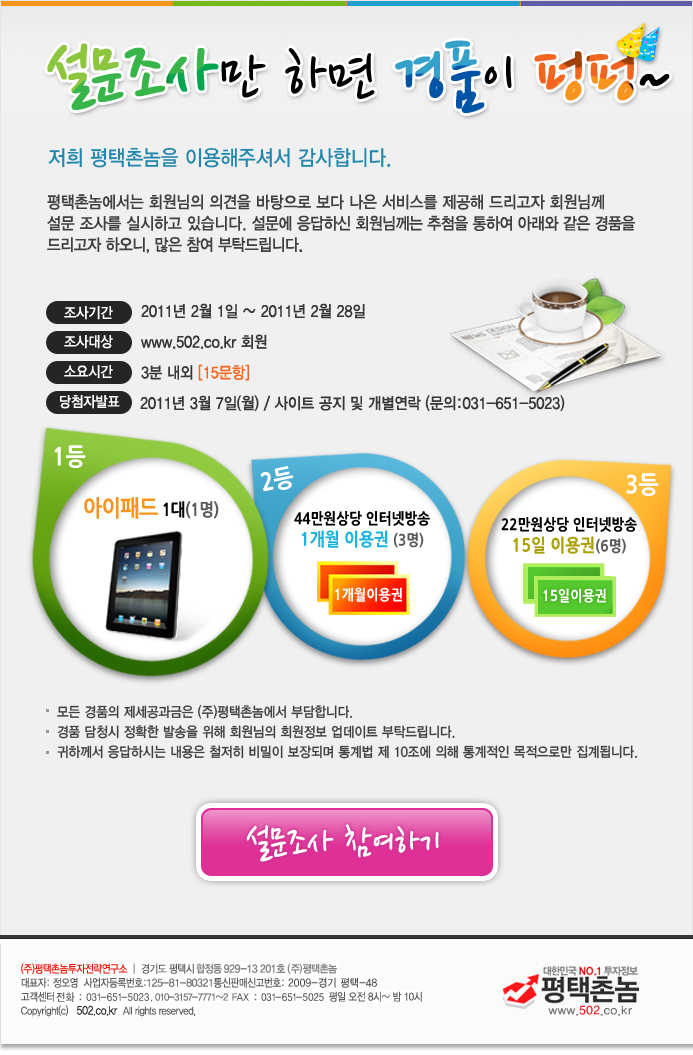 설문조사만 하면 경품이 펑펑~
저희 평택촌놈을 이용해주셔서 감사합니다.
평택촌놈에서는 회원님의 의견을 바탕으로 보다 나은 서비스를 제공해 드리고자 회원님께
설문 조사를 실시하고 있습니다. 설문에 응답하신 회원님께는 추첨을 통하여 아래와 같은 경품을
드리고자 하오니, 많은 참여 부탁드립니다.
조사기간 2011년 2월 1일 ~ 2011년 2월 28일
조사대상 www.502.co.kr 회원
소요시간 3분 내외 [15문항]
당첨자발표 2011년 3월 7일(월) / 사이트 공지 및 개별연락 (문의:031-651-5023)
1등
아이패드 1대(1명)
2등
44만원상당 인터넷방송
1개월 이용권 (3명)
1개월이용권
3등
22만원상당 인터넷방송
15일 이용권(6명)
15일이용권
모든 경품의 제세공과금은 (주)평택촌놈에서 부담합니다.
경품 담청시 정확한 발송을 위해 회원님의 회원정보 업데이트 부탁드립니다.
귀하께서 응답하시는 내용은 철저히 비밀이 보장되며 통계법 제 10조에 의해 통계적인 목적으로만 집계됩니다.
설문조사 참여하기
(주)평택촌놈투자전략연구소 | 경기도 평택시 합정동 929-13 201호 (주)평택촌놈
대표자: 정오영 사업자등록번호:125-81-80321통신판매신고번호: 2009-경기 평택-48
고객센터 전화 : 031-651-5023, 010-3157-7771~2 FAX : 031-651-5025 평일 오전 8시~ 밤 10시
Copyright(c) 502.co.kr All rights reserved.
대한민국 NO.1 투자정보
평택촌놈
www.502.co.kr